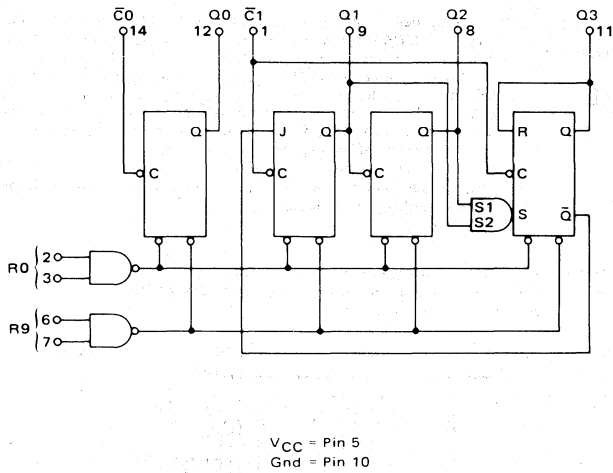 C̄0 Q0 C̄1 Q1 Q2 Q3
14 12 1 9 8 11
Q J Q Q R Q
C C C C
S1 S Q̄
S2
R0 2
3
R9 6
7
VCC = Pin 5
Gnd = Pin 10